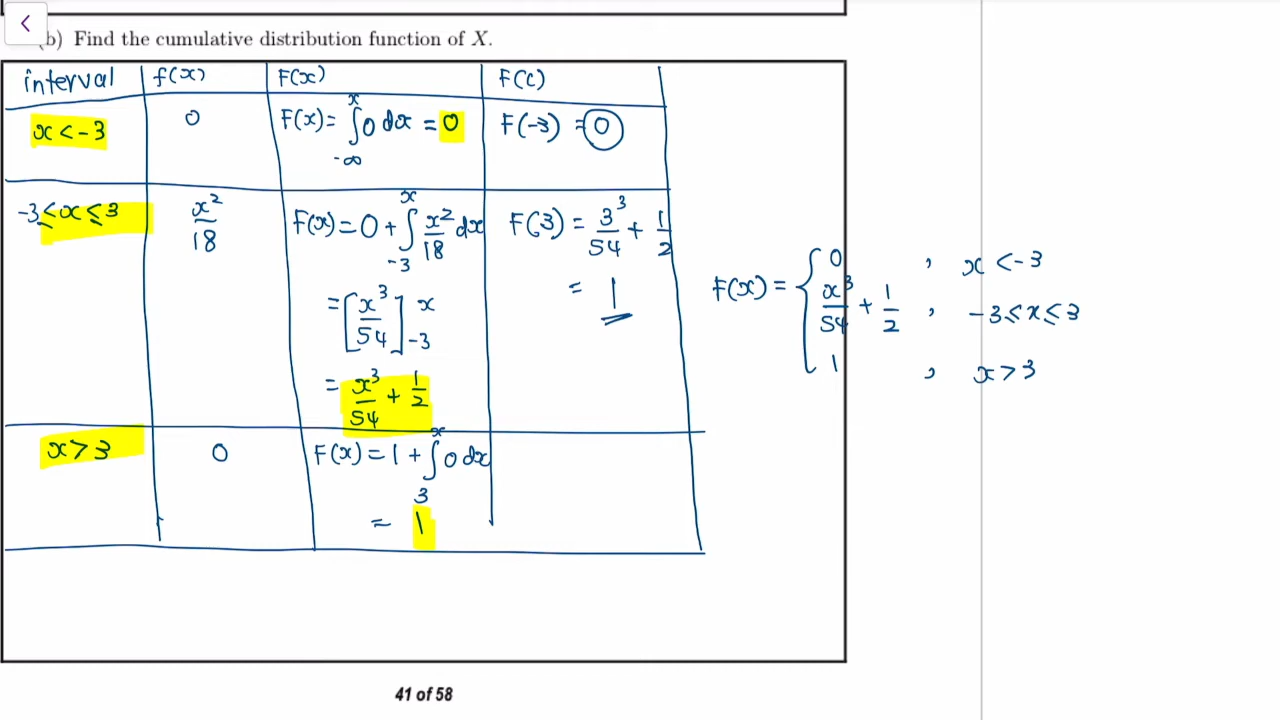 b) Find the cumulative distribution function of X.
interval f(x) F(x) F(c)
x < -3 0 F(x) = ∫_{-∞}^{x} 0 dx = 0 F(-3) = 0
-3 ≤ x ≤ 3 x²/18 F(x) = 0 + ∫_{-3}^{x} x²/18 dx F(3) = 3³/54 + 1/2
= [x³/54]_{-3}^{x} = 1
= x³/54 + 1/2
x > 3 0 F(x) = 1 + ∫_{3}^{x} 0 dx
= 1
F(x) = { 0 , x < -3
x³/54 + 1/2 , -3 ≤ x ≤ 3
1 , x > 3
41 of 58